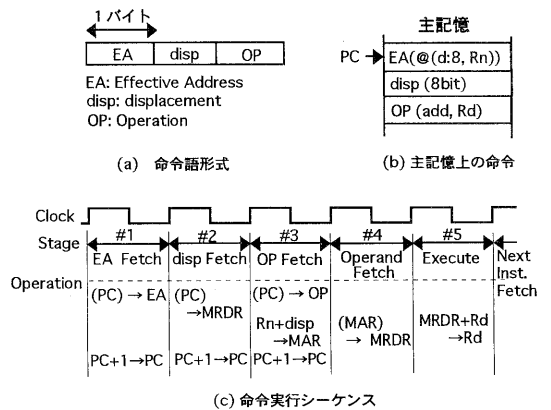 1バイト
EA disp OP
EA: Effective Address
disp: displacement
OP: Operation
(a) 命令語形式
主記憶
PC EA(@(d:8, Rn))
disp (8bit)
OP (add, Rd)
(b) 主記憶上の命令
Clock
Stage #1 #2 #3 #4 #5
EA Fetch disp Fetch OP Fetch Operand Fetch Execute Next Inst. Fetch
Operation
(PC)→EA (PC)→MRDR (PC)→OP
Rn+disp→MAR (MAR)→MRDR MRDR+Rd→Rd
PC+1→PC PC+1→PC PC+1→PC
(c) 命令実行シーケンス